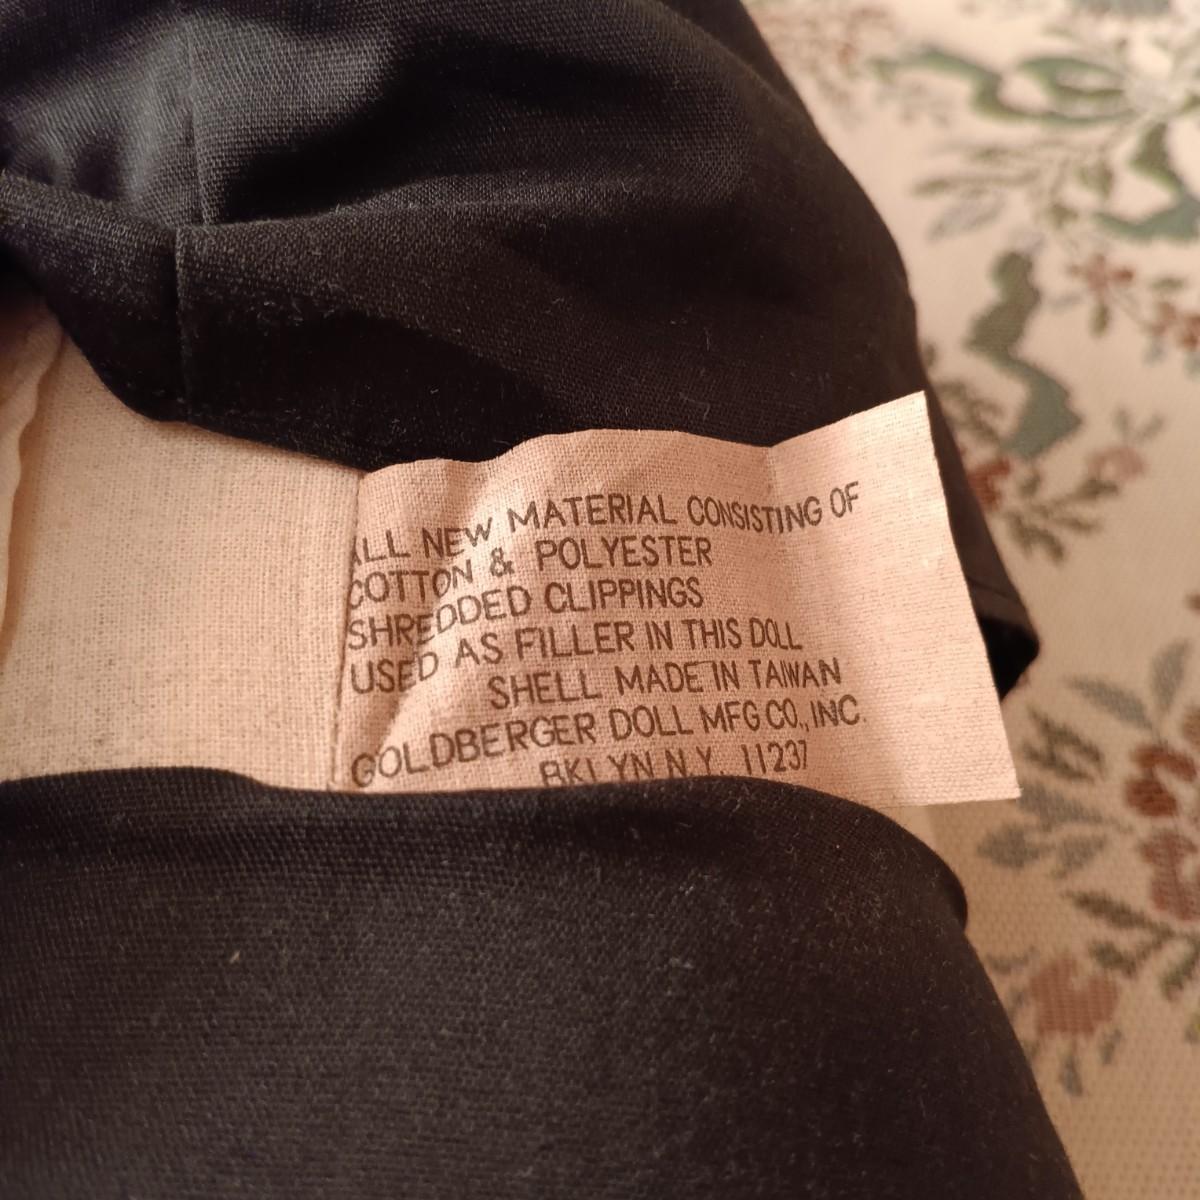 ALL NEW MATERIAL CONSISTING OF
COTTON & POLYESTER
SHREDDED CLIPPINGS
USED AS FILLER IN THIS DOLL
SHELL MADE IN TAIWAN
GOLDBERGER DOLL MFG CO., INC.
BKLYN N.Y. 11237